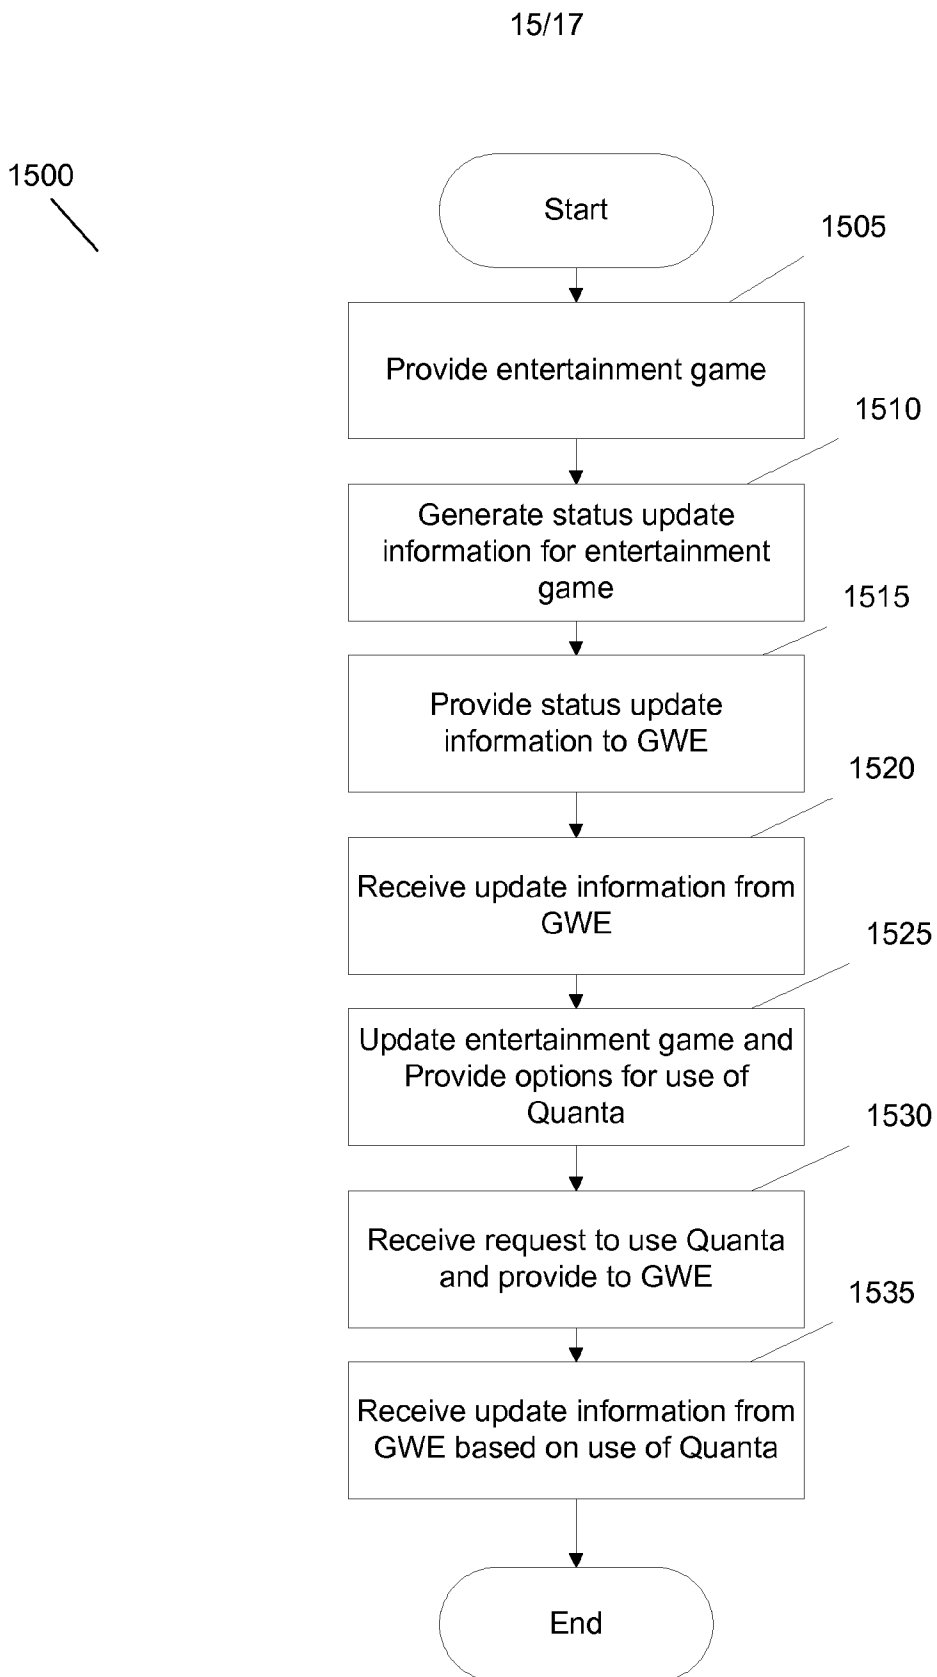 15/17
1500
Start
1505
Provide entertainment game
1510
Generate status update
information for entertainment
game
1515
Provide status update
information to GWE
1520
Receive update information from
GWE
1525
Update entertainment game and
Provide options for use of
Quanta
1530
Receive request to use Quanta
and provide to GWE
1535
Receive update information from
GWE based on use of Quanta
End